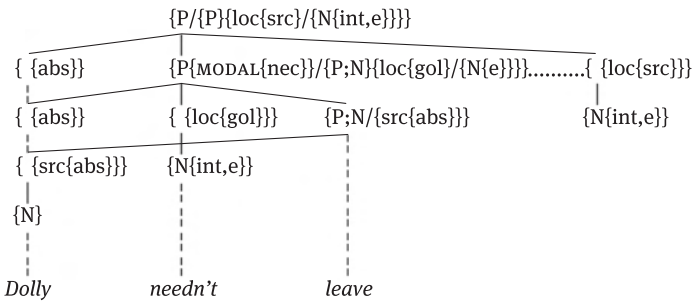 {P/{P}{loc{src}/{N{int,e}}}}
{ {abs}} {P{MODAL{nec}}/{P;N}{loc{gol}/{N{e}}}}..........{ {loc{src}}}
{ {abs}} { {loc{gol}}} {P;N/{src{abs}}} {N{int,e}}
{ {src{abs}}} {N{int,e}}
{N}
Dolly needn't leave